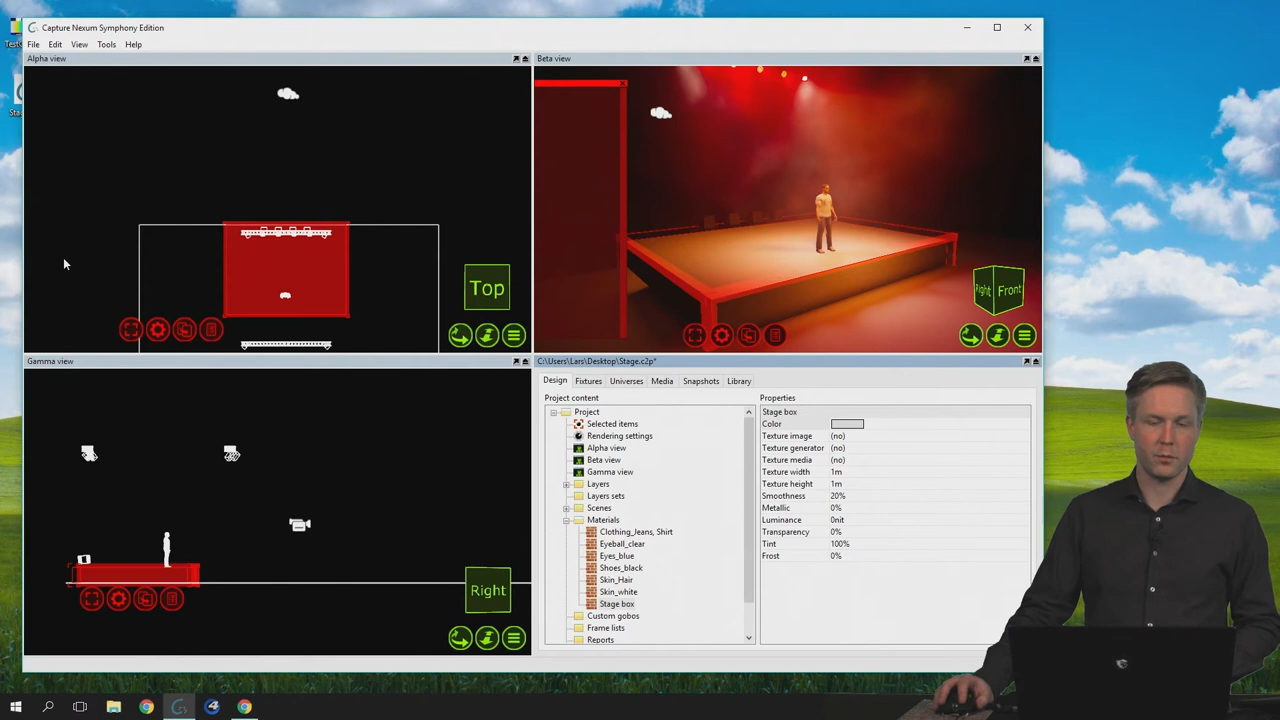 Capture Nexum Symphony Edition
File Edit View Tools Help
Alpha view
Top
Beta view
Right Front
Gamma view
Right
C:\Users\Lars\Desktop\Stage.c2p*
Design Fixtures Universes Media Snapshots Library
Project content
Project
Selected items
Rendering settings
Alpha view
Beta view
Gamma view
Layers
Layers sets
Scenes
Materials
Clothing_Jeans, Shirt
Eyeball_clear
Eyes_blue
Shoes_black
Skin_Hair
Skin_white
Stage box
Custom gobos
Frame lists
Reports
Properties
Stage box
Color
Texture image (no)
Texture generator (no)
Texture media (no)
Texture width 1m
Texture height 1m
Smoothness 20%
Metallic 0%
Luminance 0nit
Transparency 0%
Tint 100%
Frost 0%